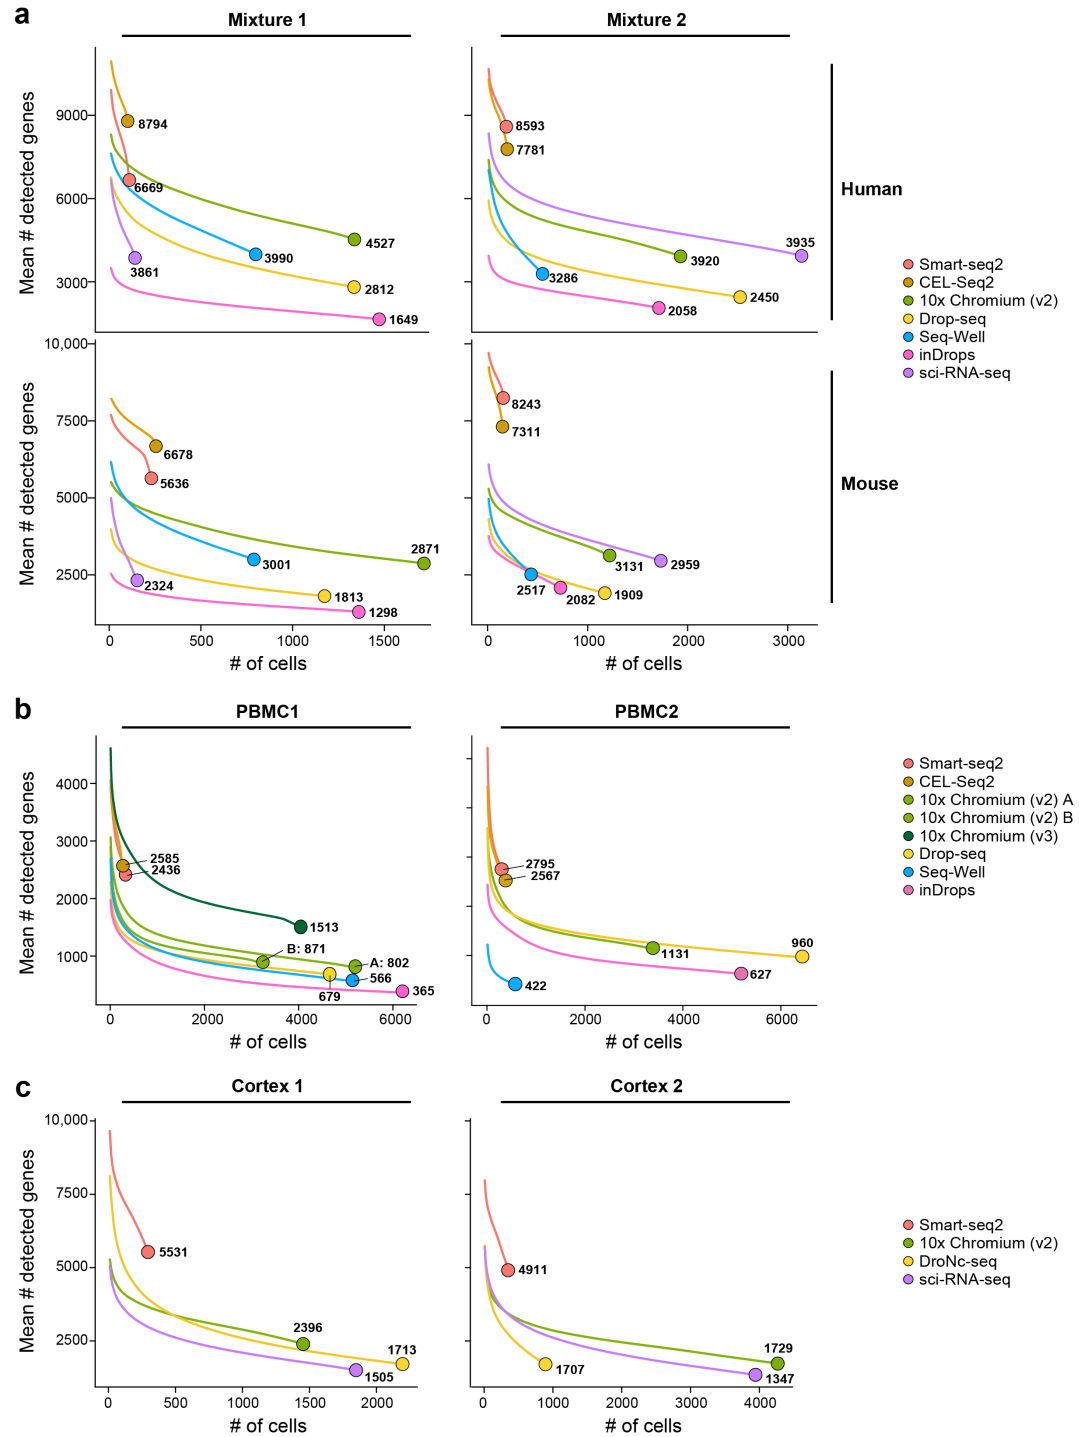 a
Mixture 1
Mixture 2
Mean # detected genes
9000
6000
3000
8794
6669
4527
3990
3861
2812
1649
8593
7781
3935
3920
3286
2450
2058
Human
Smart-seq2
CEL-Seq2
10x Chromium (v2)
Drop-seq
Seq-Well
inDrops
sci-RNA-seq
Mean # detected genes
10,000
7500
5000
2500
6678
5636
2871
3001
2324
1813
1298
8243
7311
3131
2959
2517
2082
1909
Mouse
0 500 1000 1500
0 1000 2000 3000
# of cells
# of cells
b
PBMC1
PBMC2
Mean # detected genes
4000
3000
2000
1000
2585
2436
1513
B: 871
A: 802
566
679
365
2795
2567
960
1131
627
422
Smart-seq2
CEL-Seq2
10x Chromium (v2) A
10x Chromium (v2) B
10x Chromium (v3)
Drop-seq
Seq-Well
inDrops
0 2000 4000 6000
0 2000 4000 6000
# of cells
# of cells
c
Cortex 1
Cortex 2
Mean # detected genes
10,000
7500
5000
2500
5531
2396
1713
1505
4911
1729
1707
1347
Smart-seq2
10x Chromium (v2)
DroNc-seq
sci-RNA-seq
0 500 1000 1500 2000
0 1000 2000 3000 4000
# of cells
# of cells